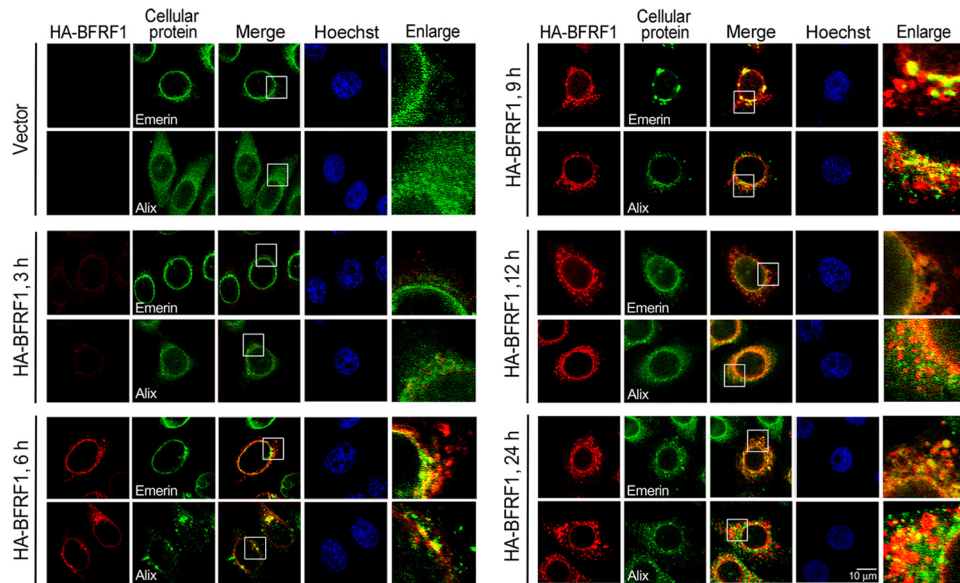 HA-BFRF1 Cellular protein Merge Hoechst Enlarge
Vector
Emerin
Alix
HA-BFRF1, 3 h
Emerin
Alix
HA-BFRF1, 6 h
Emerin
Alix
HA-BFRF1 Cellular protein Merge Hoechst Enlarge
HA-BFRF1, 9 h
Emerin
Alix
HA-BFRF1, 12 h
Emerin
Alix
HA-BFRF1, 24 h
Emerin
Alix
10 μm